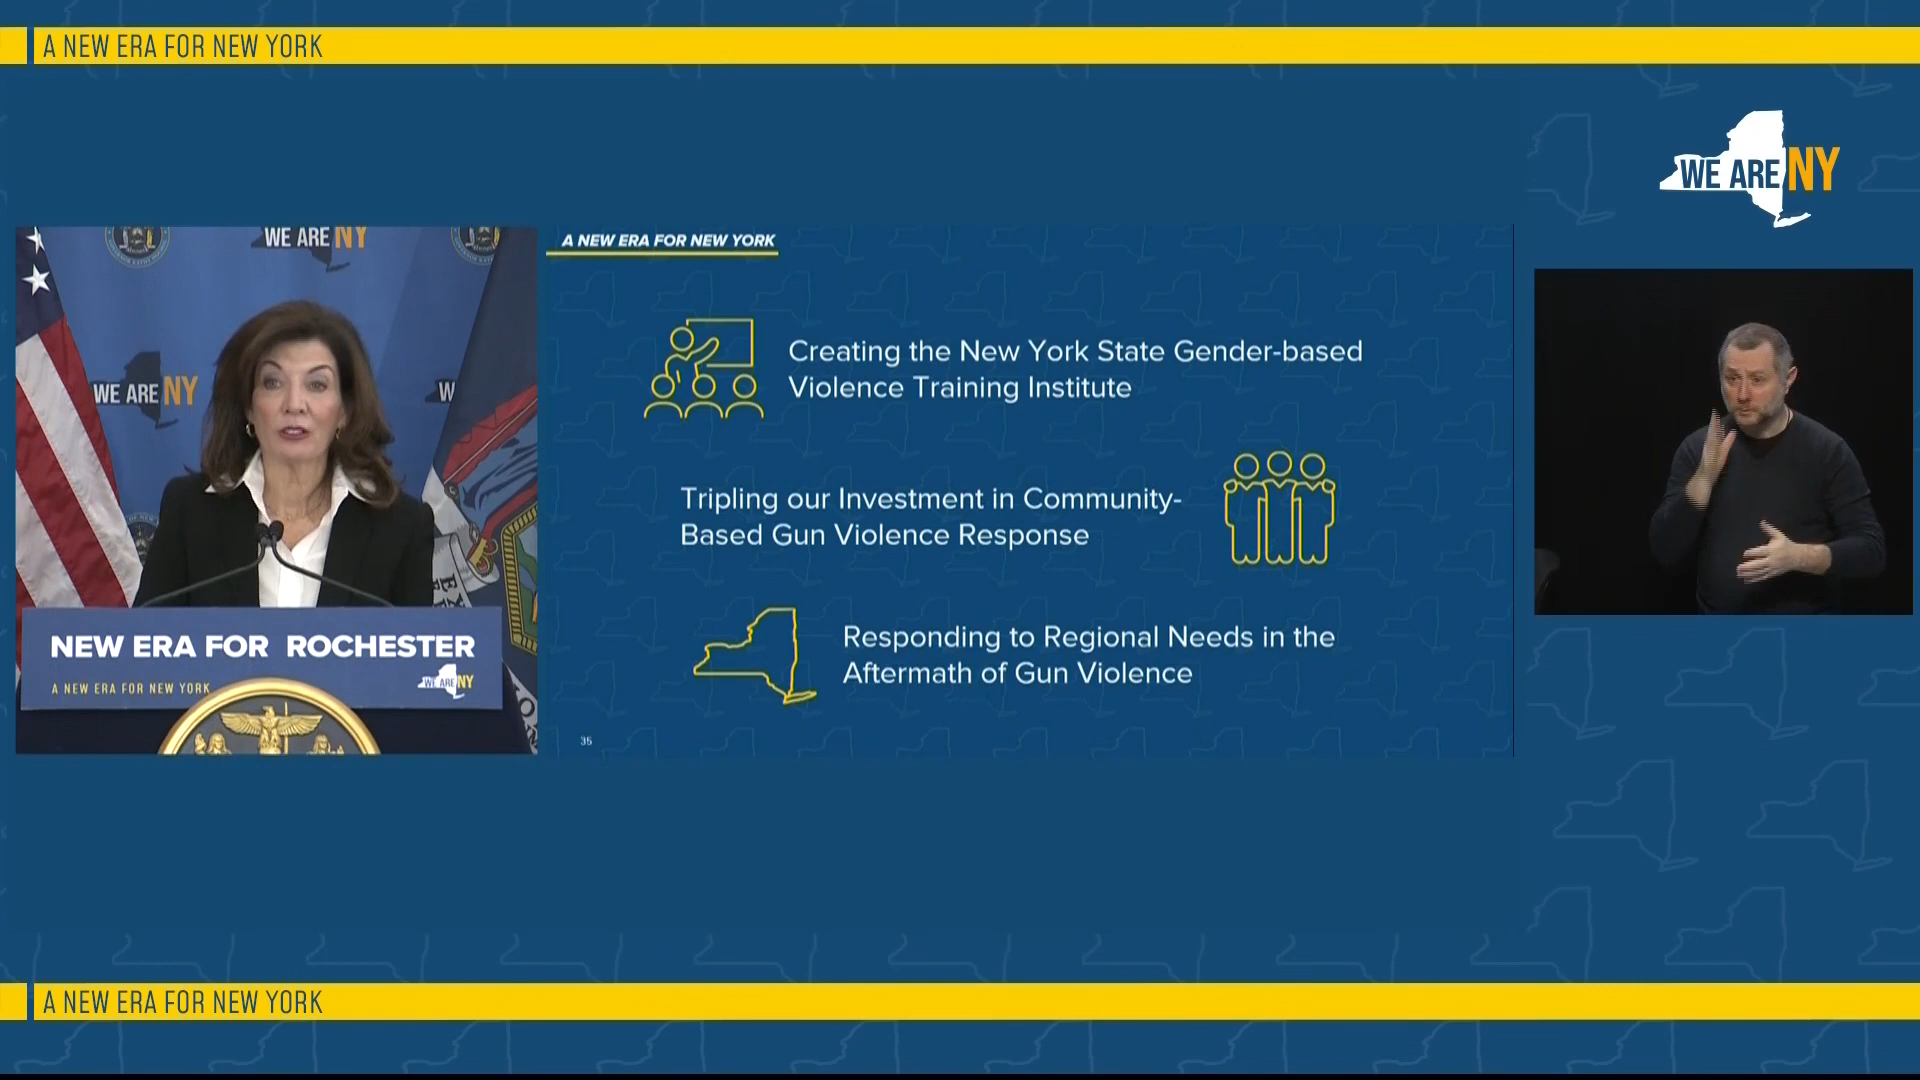 A NEW ERA FOR NEW YORK
WE ARE NY
WE ARE NY
WE ARE NY
W
NEW ERA FOR ROCHESTER
A NEW ERA FOR NEW YORK
WE ARE NY
A NEW ERA FOR NEW YORK
Creating the New York State Gender-based
Violence Training Institute
Tripling our Investment in Community-
Based Gun Violence Response
Responding to Regional Needs in the
Aftermath of Gun Violence
35
A NEW ERA FOR NEW YORK